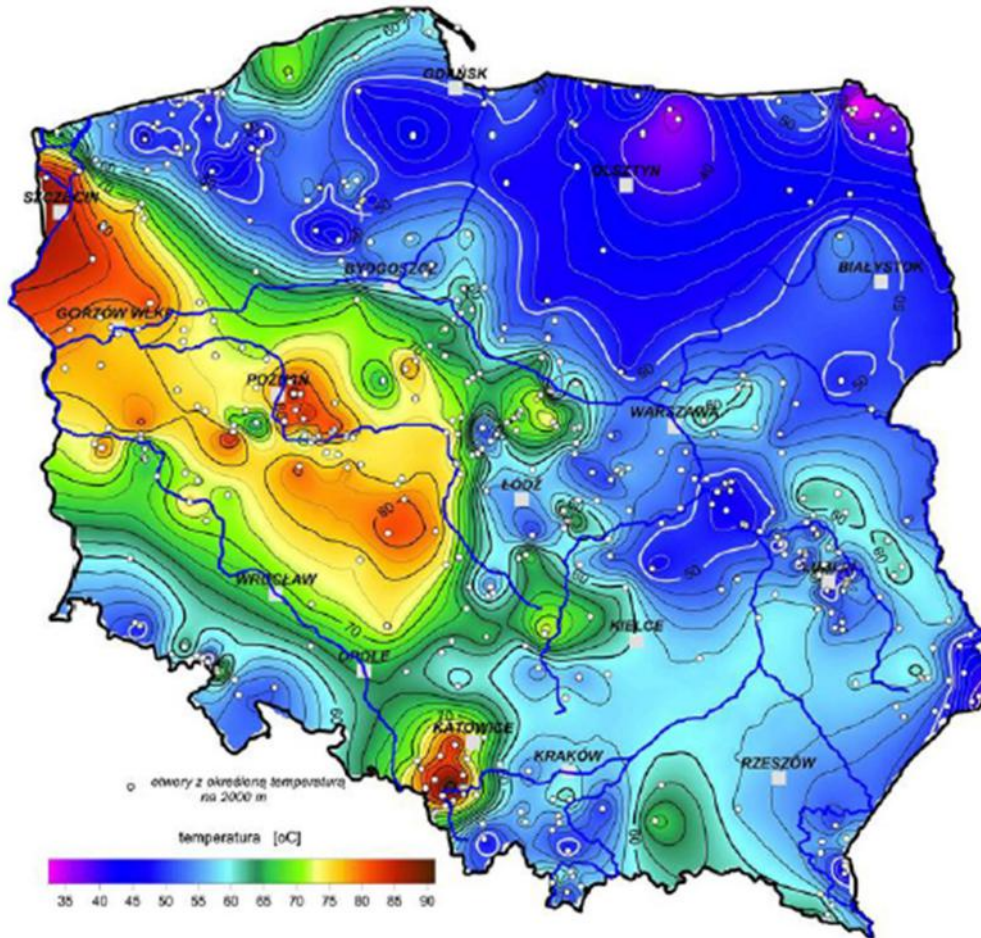 GDAŃSK
OLSZTYN
SZCZECIN
BYDGOSZCZ
BIAŁYSTOK
GORZÓW WLKP.
POZNAŃ
WARSZAWA
ŁÓDŹ
WROCŁAW
KIELCE
OPOLE
70
KATOWICE
KRAKÓW
RZESZÓW
otwory z określoną temperaturą
na 2000 m
temperatura [oC]
35 40 45 50 55 60 65 70 75 80 85 90